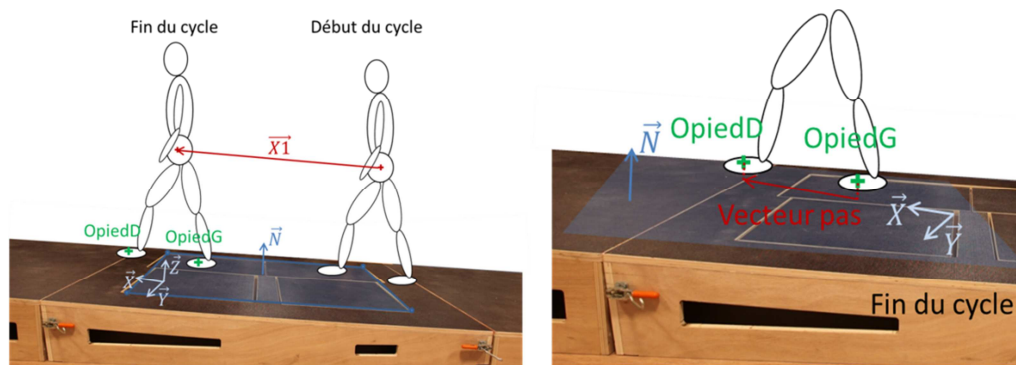 Fin du cycle
Début du cycle
X1
OpiedD
OpiedG
N
Z
X
Y
OpiedD
OpiedG
N
Vecteur pas
X
Y
Fin du cycle